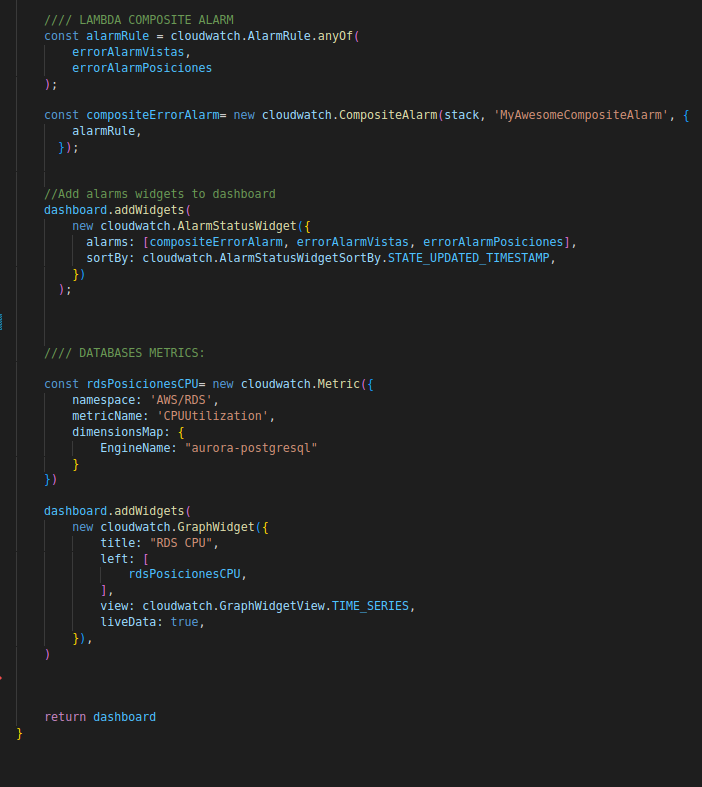 //// LAMBDA COMPOSITE ALARM
const alarmRule = cloudwatch.AlarmRule.anyOf(
    errorAlarmVistas,
    errorAlarmPosiciones
);
const compositeErrorAlarm= new cloudwatch.CompositeAlarm(stack, 'MyAwesomeCompositeAlarm', {
    alarmRule,
  });
//Add alarms widgets to dashboard
dashboard.addWidgets(
    new cloudwatch.AlarmStatusWidget({
      alarms: [compositeErrorAlarm, errorAlarmVistas, errorAlarmPosiciones],
      sortBy: cloudwatch.AlarmStatusWidgetSortBy.STATE_UPDATED_TIMESTAMP,
    })
  );
//// DATABASES METRICS:
const rdsPosicionesCPU= new cloudwatch.Metric({
    namespace: 'AWS/RDS',
    metricName: 'CPUUtilization',
    dimensionsMap: {
        EngineName: "aurora-postgresql"
    }
})
dashboard.addWidgets(
    new cloudwatch.GraphWidget({
        title: "RDS CPU",
        left: [
            rdsPosicionesCPU,
        ],
        view: cloudwatch.GraphWidgetView.TIME_SERIES,
        liveData: true,
    }),
)
return dashboard
}